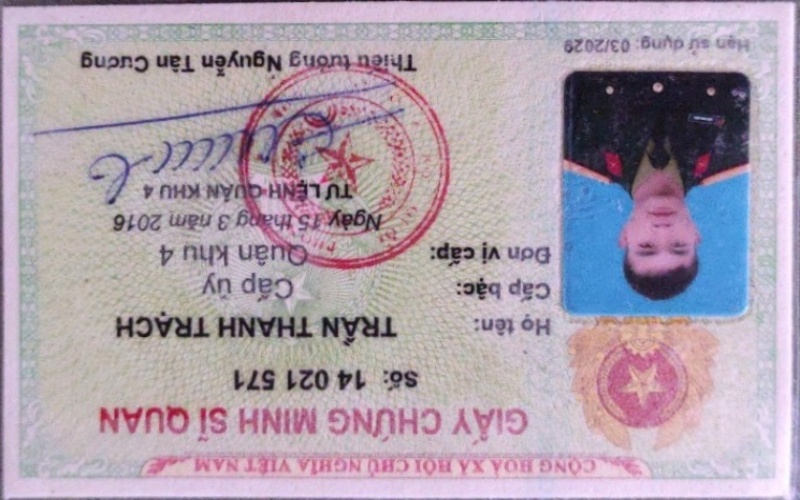 CỘNG HOÀ XÃ HỘI CHỦ NGHĨA VIỆT NAM
GIẤY CHỨNG MINH SĨ QUAN
Số: 14 021 571
Họ tên: TRẦN THANH TRẠCH
Cấp bậc: Cấp úy
Đơn vị cấp: Quân khu 4
Ngày 15 tháng 3 năm 2016
TƯ LỆNH QUÂN KHU 4
Thiếu tướng Nguyễn Tân Cương
Hạn sử dụng: 03/2029